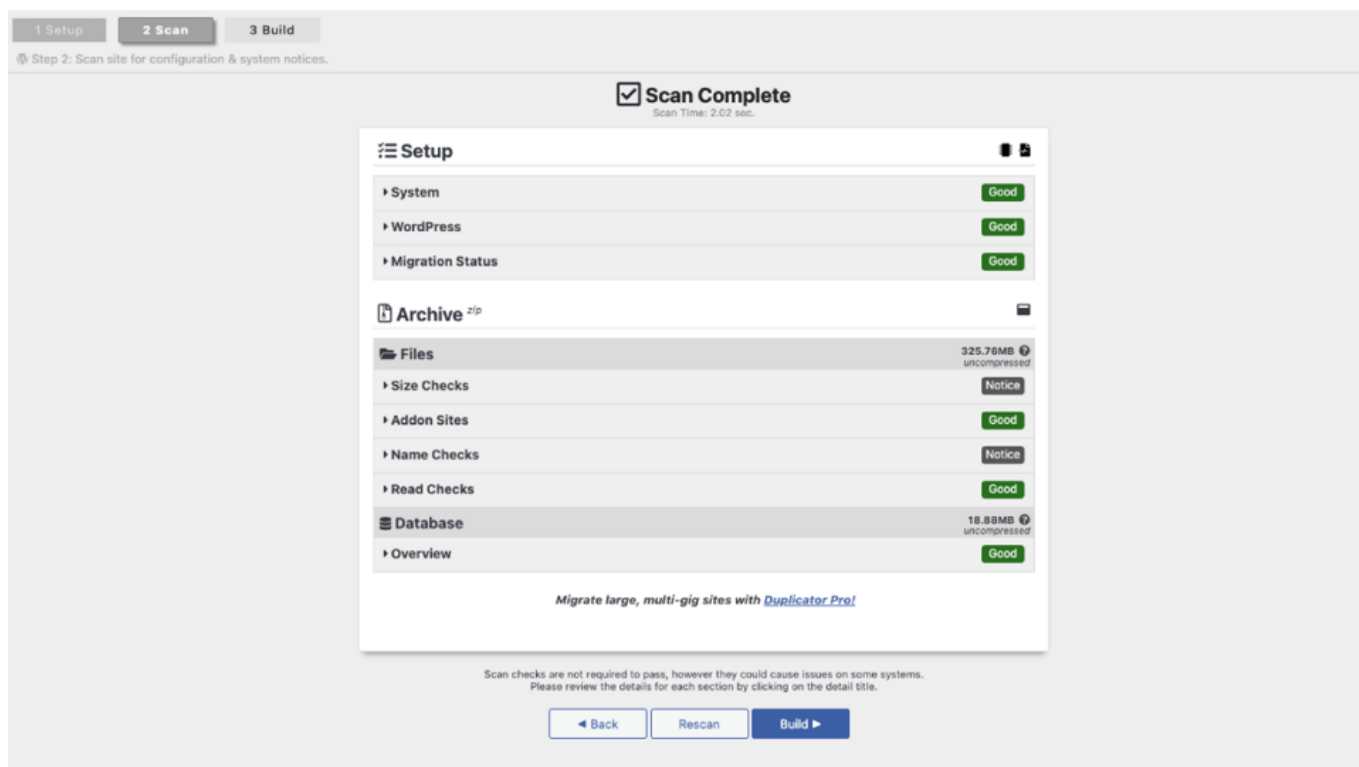 1 Setup
2 Scan
3 Build
Step 2: Scan site for configuration & system notices.
Scan Complete
Scan Time: 2.02 sec.
Setup
System Good
WordPress Good
Migration Status Good
Archive zip
Files 325.76MB
uncompressed
Size Checks Notice
Addon Sites Good
Name Checks Notice
Read Checks Good
Database 18.88MB
uncompressed
Overview Good
Migrate large, multi-gig sites with Duplicator Pro!
Scan checks are not required to pass, however they could cause issues on some systems.
Please review the details for each section by clicking on the detail title.
Back
Rescan
Build